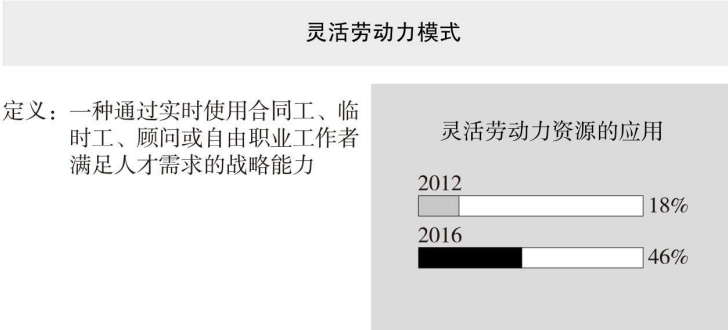 灵活劳动力模式
定义：一种通过实时使用合同工、临
时工、顾问或自由职业工作者
满足人才需求的战略能力
灵活劳动力资源的应用
2012
18%
2016
46%